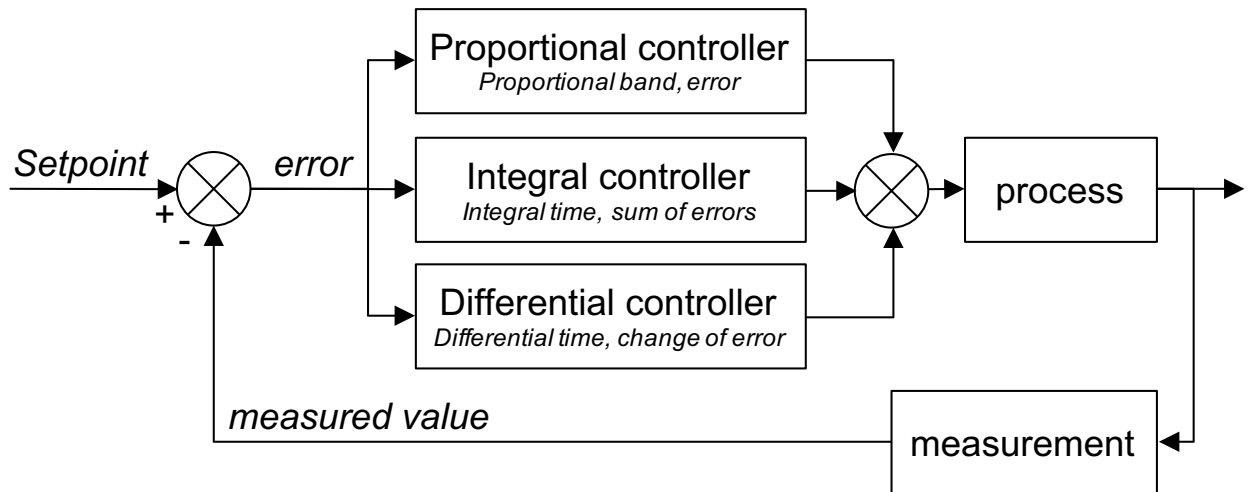 Proportional controller
Proportional band, error
Setpoint
error
+
-
Integral controller
Integral time, sum of errors
process
Differential controller
Differential time, change of error
measured value
measurement